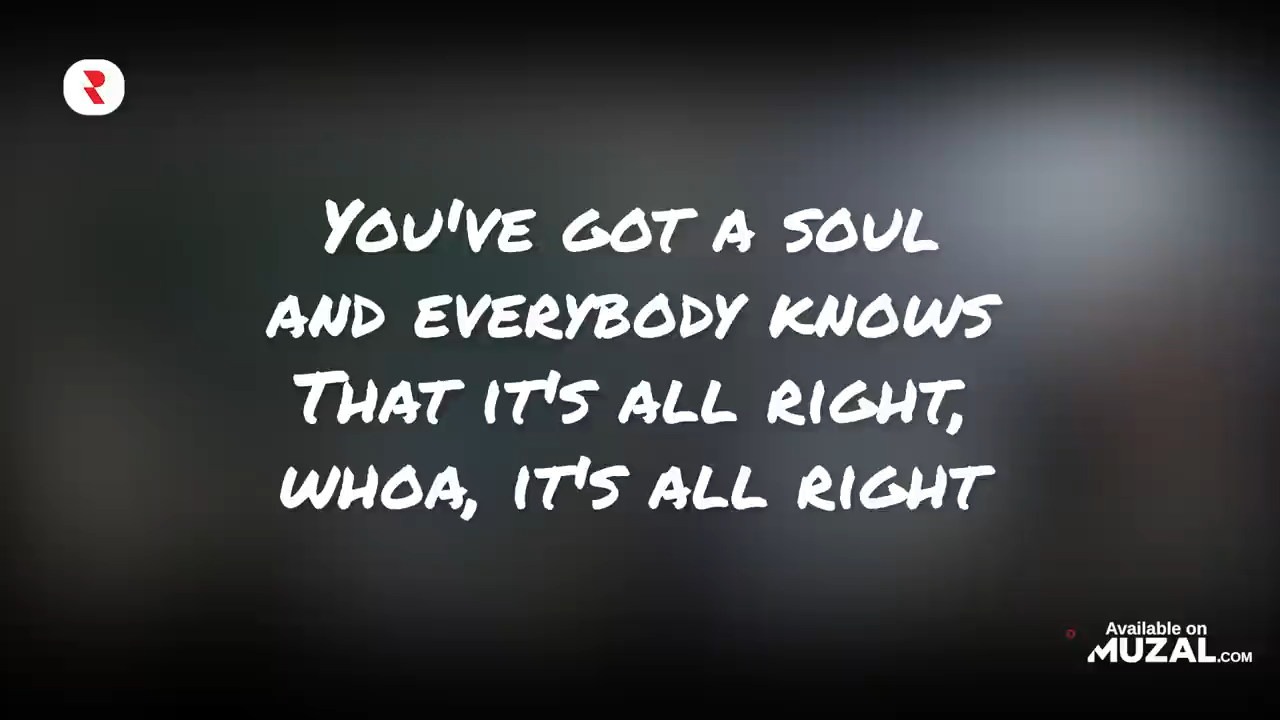 You've got a soul
and everybody knows
That it's all right,
whoa, it's all right
Available on
MUZAL.COM